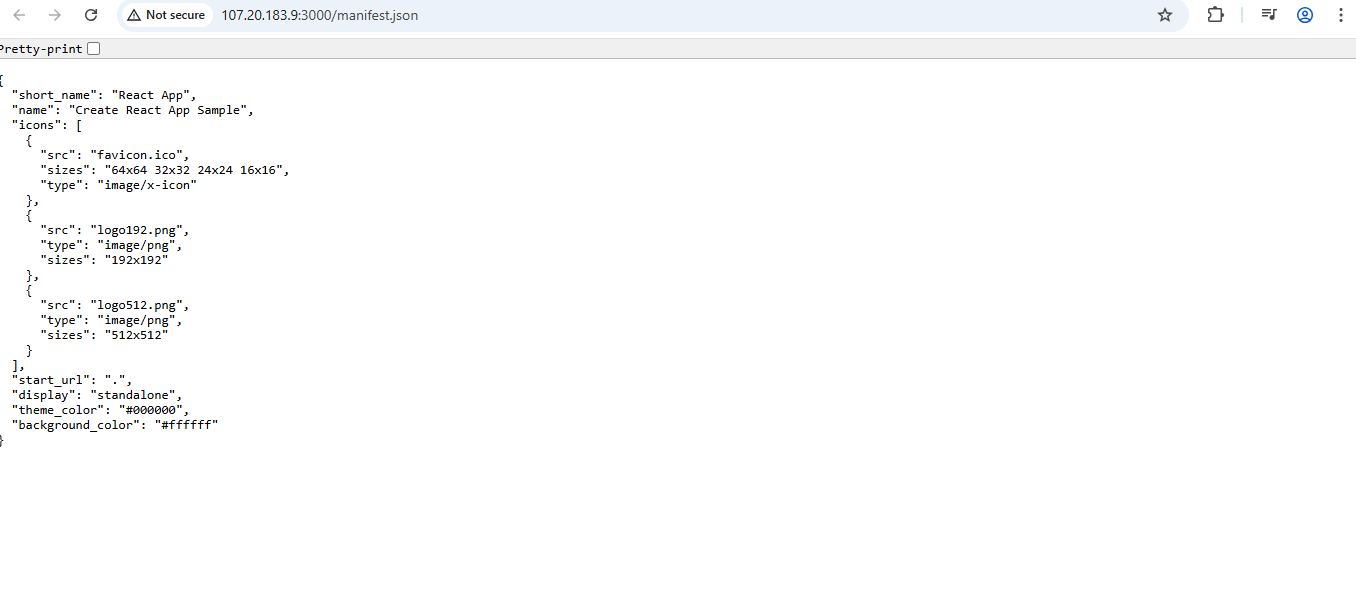 Not secure
107.20.183.9:3000/manifest.json
Pretty-print
{
  "short_name": "React App",
  "name": "Create React App Sample",
  "icons": [
    {
      "src": "favicon.ico",
      "sizes": "64x64 32x32 24x24 16x16",
      "type": "image/x-icon"
    },
    {
      "src": "logo192.png",
      "type": "image/png",
      "sizes": "192x192"
    },
    {
      "src": "logo512.png",
      "type": "image/png",
      "sizes": "512x512"
    }
  ],
  "start_url": ".",
  "display": "standalone",
  "theme_color": "#000000",
  "background_color": "#ffffff"
}